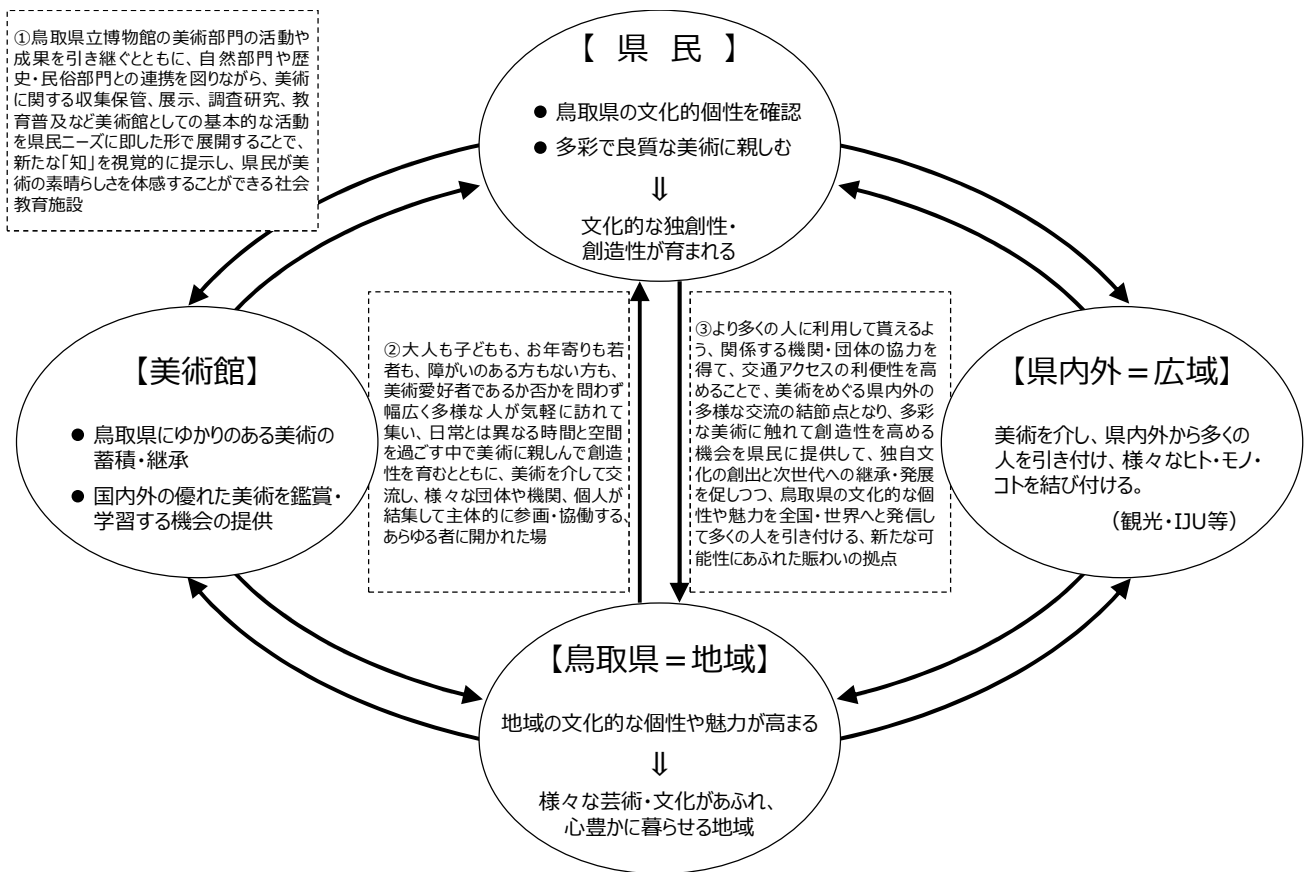 ①鳥取県立博物館の美術部門の活動や
成果を引き継ぐとともに、自然部門や歴
史・民俗部門との連携を図りながら、美術
に関する収集保管、展示、調査研究、教
育普及など美術館としての基本的な活動
を県民ニーズに即した形で展開することで、
新たな「知」を視覚的に提示し、県民が美
術の素晴らしさを体感することができる社会
教育施設
【 県 民 】
● 鳥取県の文化的個性を確認
● 多彩で良質な美術に親しむ
⇓
文化的な独創性・
創造性が育まれる
【美術館】
● 鳥取県にゆかりのある美術の
蓄積・継承
● 国内外の優れた美術を鑑賞・
学習する機会の提供
②大人も子どもも、お年寄りも若
者も、障がいのある方もない方も、
美術愛好者であるか否かを問わず
幅広く多様な人が気軽に訪れて
集い、日常とは異なる時間と空間
を過ごす中で美術に親しんで創造
性を育むとともに、美術を介して交
流し、様々な団体や機関、個人が
結集して主体的に参画・協働する、
あらゆる者に開かれた場
③より多くの人に利用して貰えるよ
う、関係する機関・団体の協力を
得て、交通アクセスの利便性を高
めることで、美術をめぐる県内外の
多様な交流の結節点となり、多彩
な美術に触れて創造性を高める
機会を県民に提供して、独自文
化の創出と次世代への継承・発展
を促しつつ、鳥取県の文化的な個
性や魅力を全国・世界へと発信し
て多くの人を引き付ける、新たな可
能性にあふれた賑わいの拠点
【県内外＝広域】
美術を介し、県内外から多くの
人を引き付け、様々なヒト・モノ・
コトを結び付ける。
（観光・IJU等）
【鳥取県＝地域】
地域の文化的な個性や魅力が高まる
⇓
様々な芸術・文化があふれ、
心豊かに暮らせる地域